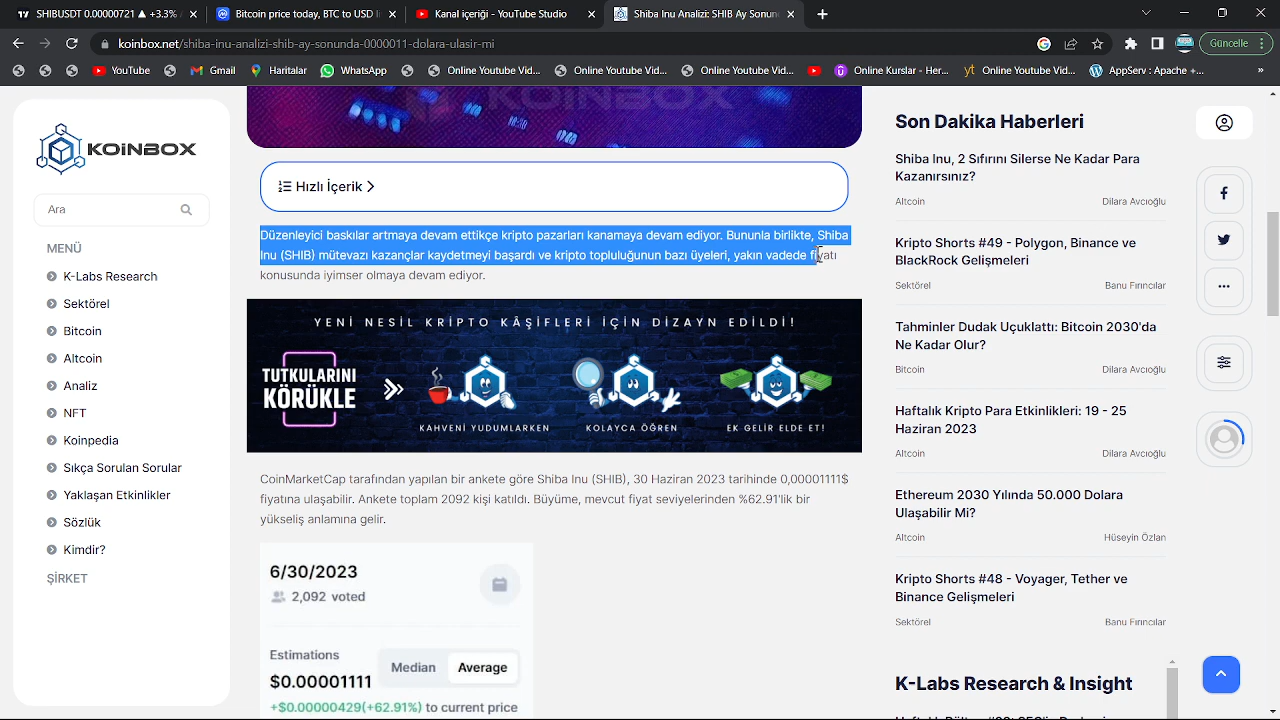 SHIBUSDT 0.00000721 ▲ +3.3%
Bitcoin price today, BTC to USD li
Kanal içeriği - YouTube Studio
Shiba Inu Analizi: SHIB Ay Sonun
koinbox.net/shiba-inu-analizi-shib-ay-sonunda-0000011-dolara-ulasir-mi
Güncelle
YouTube
Gmail
Haritalar
WhatsApp
Online Youtube Vid...
Online Youtube Vid...
Online Youtube Vid...
Online Kurslar - Her...
yt Online Youtube Vid...
AppServ : Apache +...
KOINBOX
KOINBOX
Ara
MENÜ
K-Labs Research
Sektörel
Bitcoin
Altcoin
Analiz
NFT
Koinpedia
Sıkça Sorulan Sorular
Yaklaşan Etkinlikler
Sözlük
Kimdir?
ŞİRKET
Hızlı İçerik
Düzenleyici baskılar artmaya devam ettikçe kripto pazarları kanamaya devam ediyor. Bununla birlikte, Shiba
Inu (SHIB) mütevazı kazançlar kaydetmeyi başardı ve kripto topluluğunun bazı üyeleri, yakın vadede fiyatı
konusunda iyimser olmaya devam ediyor.
YENİ NESİL KRİPTO KÂŞİFLERİ İÇİN DİZAYN EDİLDİ!
TUTKULARINI
KÖRÜKLE
KAHVENİ YUDUMLARKEN
KOLAYCA ÖĞREN
EK GELİR ELDE ET!
CoinMarketCap tarafından yapılan bir ankete göre Shiba Inu (SHIB), 30 Haziran 2023 tarihinde 0,00001111$
fiyatına ulaşabilir. Ankete toplam 2092 kişi katıldı. Büyüme, mevcut fiyat seviyelerinden %62.91'lik bir
yükseliş anlamına gelir.
6/30/2023
2,092 voted
Estimations
Median
Average
$0.00001111
+$0.00000429(+62.91%) to current price
Son Dakika Haberleri
Shiba Inu, 2 Sıfırını Silerse Ne Kadar Para
Kazanırsınız?
Altcoin
Dilara Avcıoğlu
Kripto Shorts #49 - Polygon, Binance ve
BlackRock Gelişmeleri
Sektörel
Banu Fırıncılar
Tahminler Dudak Uçuklattı: Bitcoin 2030'da
Ne Kadar Olur?
Bitcoin
Dilara Avcıoğlu
Haftalık Kripto Para Etkinlikleri: 19 - 25
Haziran 2023
Altcoin
Dilara Avcıoğlu
Ethereum 2030 Yılında 50.000 Dolara
Ulaşabilir Mi?
Altcoin
Hüseyin Özlan
Kripto Shorts #48 - Voyager, Tether ve
Binance Gelişmeleri
Sektörel
Banu Fırıncılar
K-Labs Research & Insight